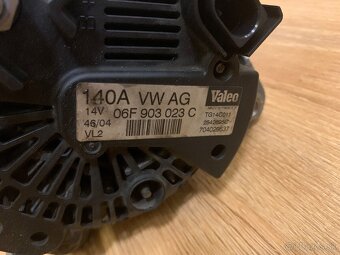 140A VW AG
14V 06F 903 023 C
46/04
VL2
Valeo
TG14C011